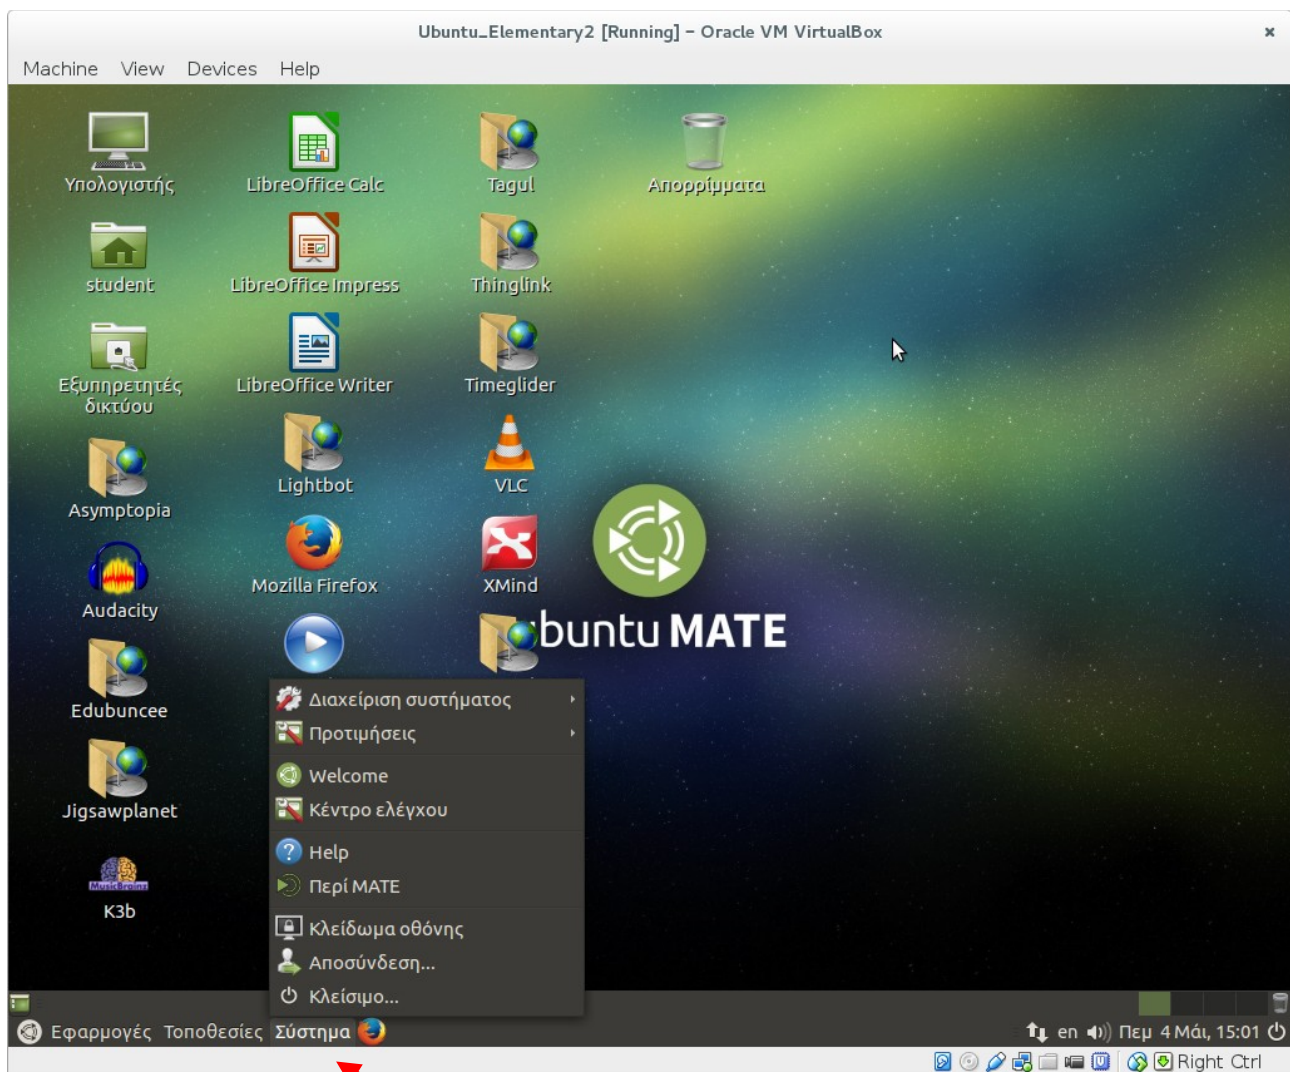 Ubuntu_Elementary2 [Running] – Oracle VM VirtualBox
Machine View Devices Help
Υπολογιστής
LibreOffice Calc
Tagul
Απορρίμματα
student
LibreOffice Impress
Thinglink
Εξυπηρετητές
δικτύου
LibreOffice Writer
Timeglider
Asymptopia
Lightbot
VLC
Audacity
Mozilla Firefox
XMind
ubuntu MATE
Edubuncee
Jigsawplanet
MusicBrainz
K3b
Διαχείριση συστήματος
Προτιμήσεις
Welcome
Κέντρο ελέγχου
Help
Περί MATE
Κλείδωμα οθόνης
Αποσύνδεση...
Κλείσιμο...
Εφαρμογές Τοποθεσίες Σύστημα
en Πεμ 4 Μάι, 15:01
Right Ctrl